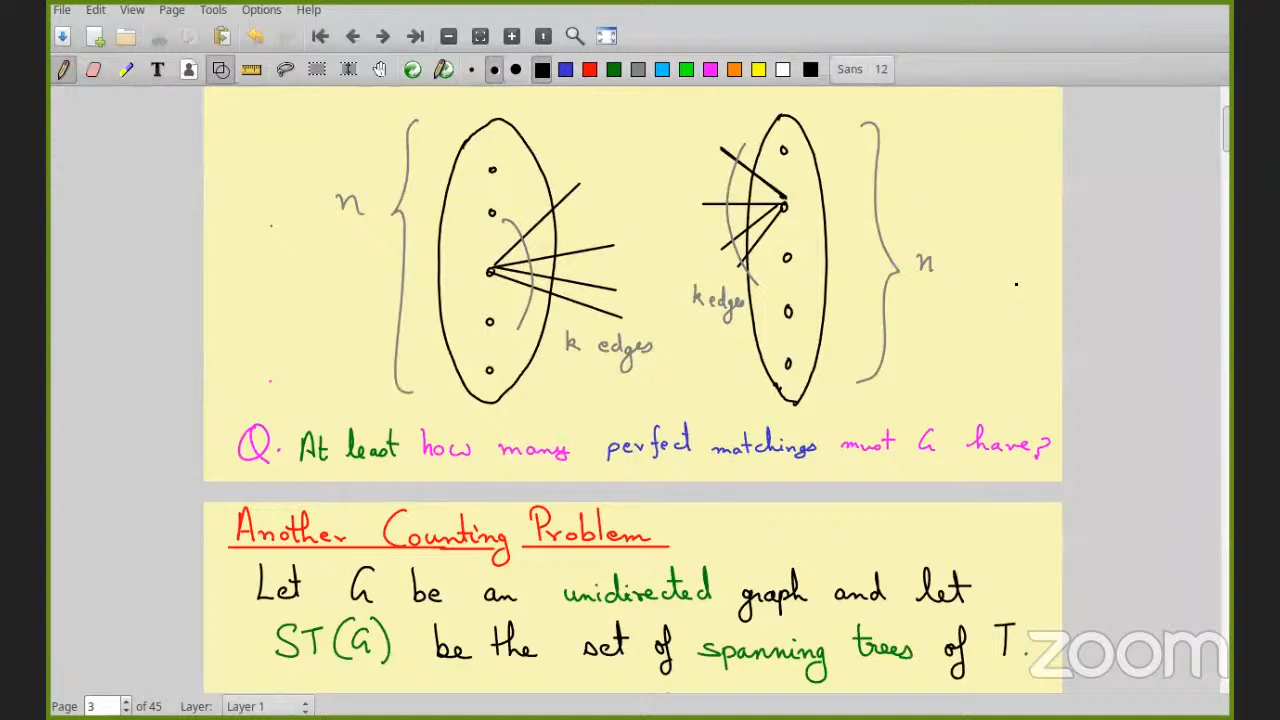 File Edit View Page Tools Options Help
Sans 12
n
k edges
k edges
n
Q. At least how many perfect matchings must G have?
Another Counting Problem
Let G be an unidirected graph and let
ST(G) be the set of spanning trees of T.
zoom
Page 3 of 45 Layer: Layer 1